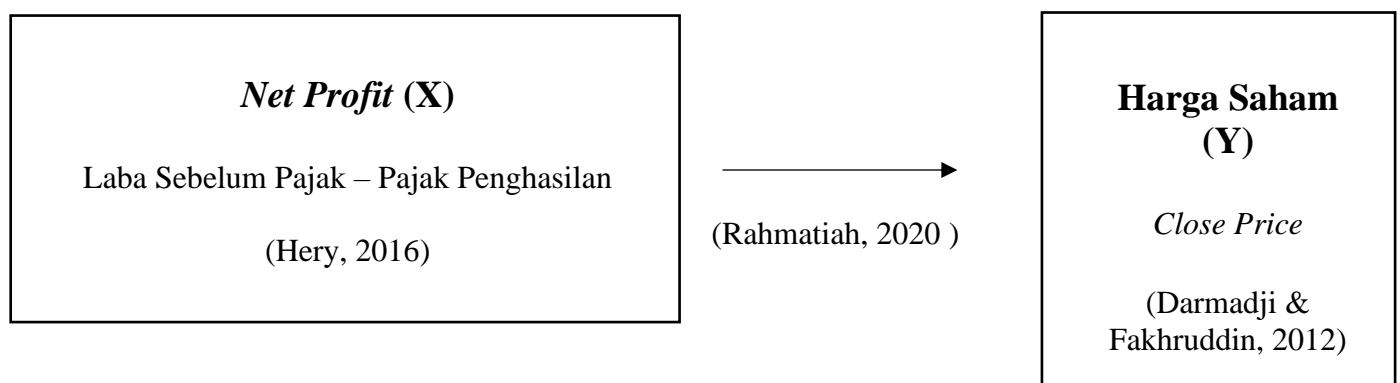 Net Profit (X)
Laba Sebelum Pajak – Pajak Penghasilan
(Hery, 2016)
(Rahmatiah, 2020 )
Harga Saham
(Y)
Close Price
(Darmadji &
Fakhruddin, 2012)